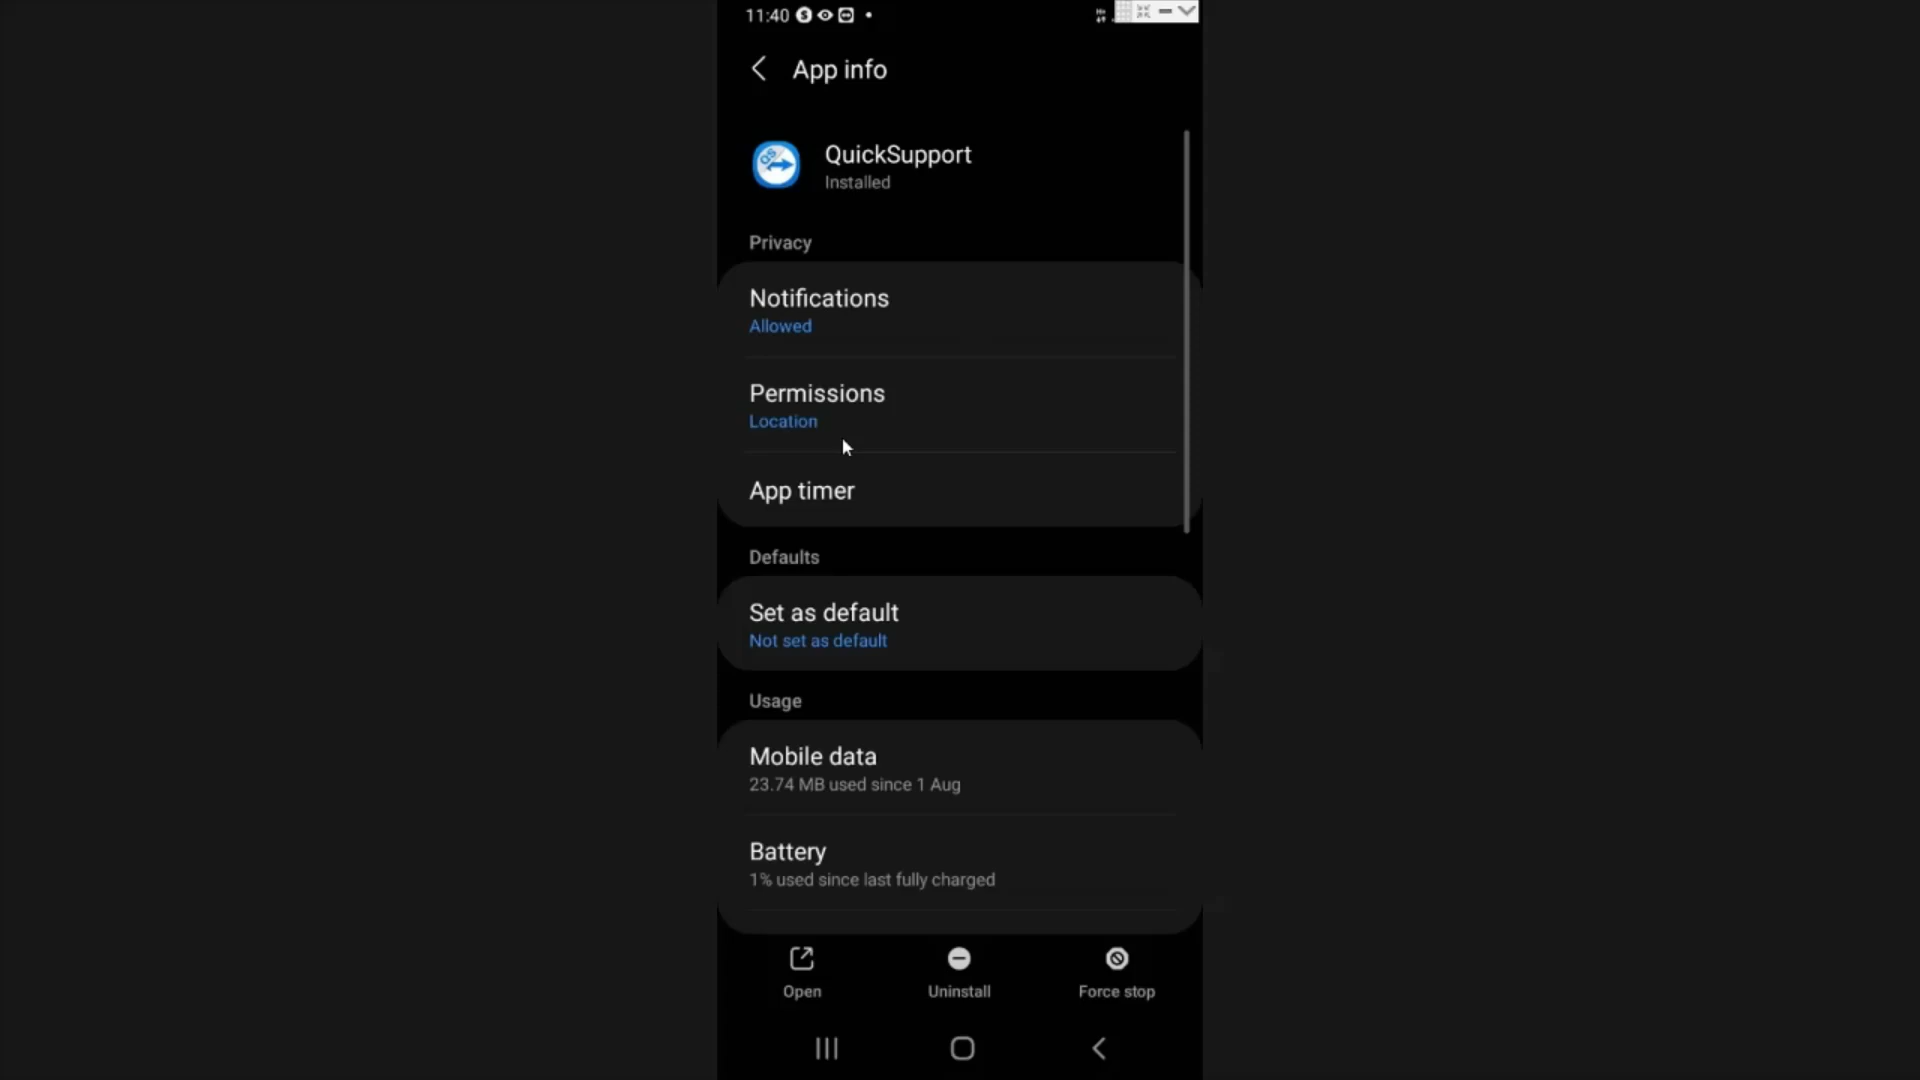 11:40
App info
QS
QuickSupport
Installed
Privacy
Notifications
Allowed
Permissions
Location
App timer
Defaults
Set as default
Not set as default
Usage
Mobile data
23.74 MB used since 1 Aug
Battery
1% used since last fully charged
Open
Uninstall
Force stop